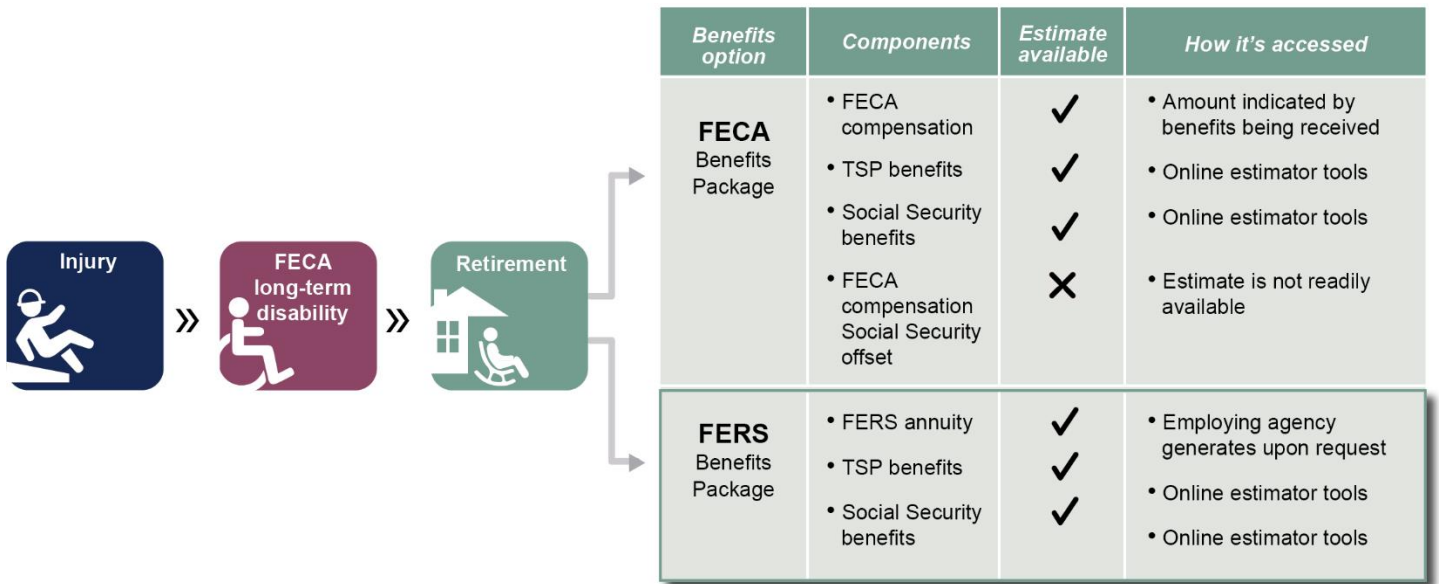 Injury
»
FECA
long-term
disability
»
Retirement
Benefits
option
Components
Estimate
available
How it's accessed
FECA
Benefits
Package
• FECA
compensation
✓
• Amount indicated by
benefits being received
• TSP benefits
✓
• Online estimator tools
• Social Security
benefits
✓
• Online estimator tools
• FECA
compensation
Social Security
offset
✕
• Estimate is not readily
available
FERS
Benefits
Package
• FERS annuity
✓
• Employing agency
generates upon request
• TSP benefits
✓
• Online estimator tools
• Social Security
benefits
✓
• Online estimator tools